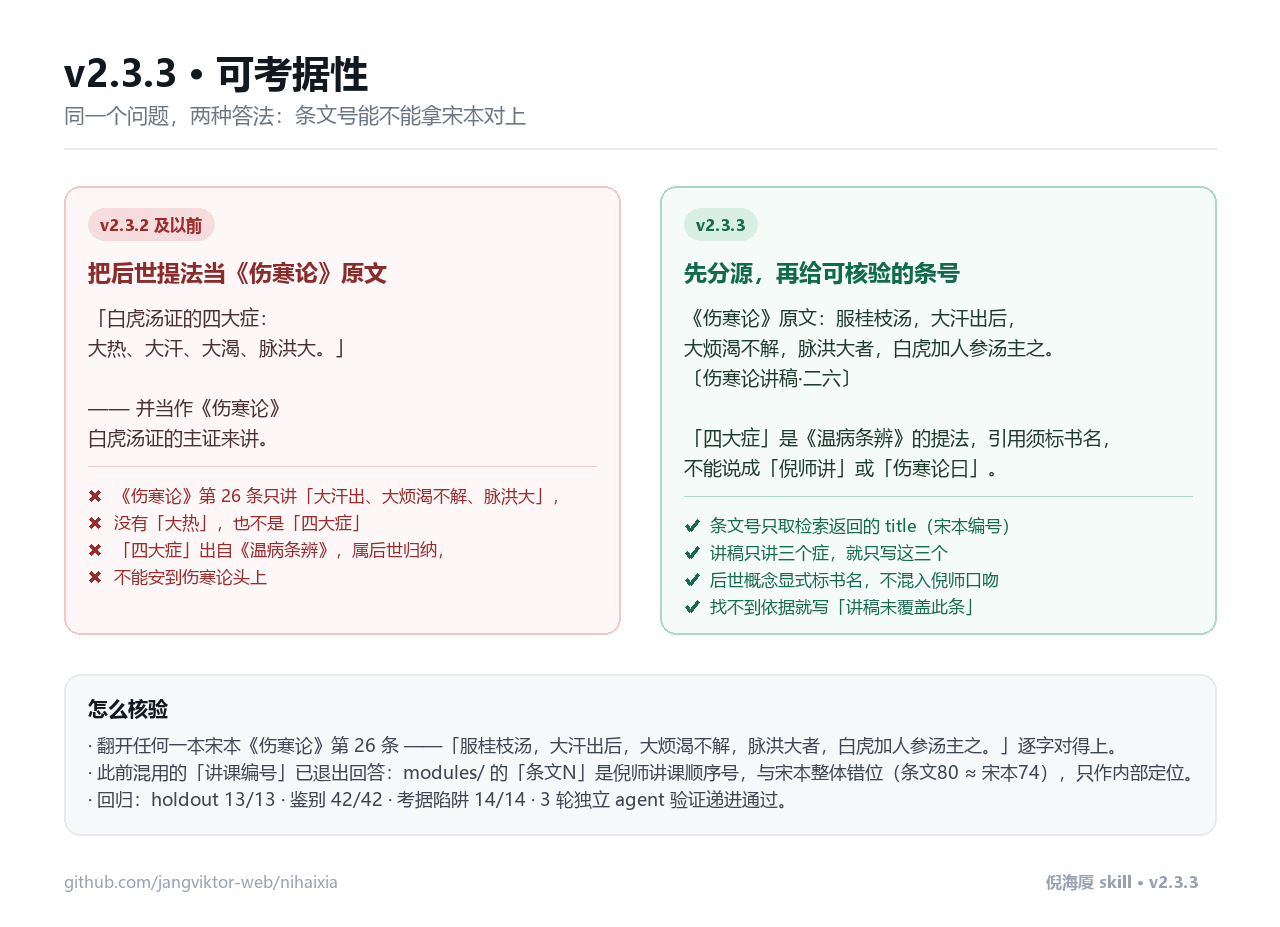 v2.3.3 • 可考据性
同一个问题，两种答法：条文号能不能拿宋本对上
v2.3.2 及以前
把后世提法当《伤寒论》原文
「白虎汤证的四大症：
大热、大汗、大渴、脉洪大。」
—— 并当作《伤寒论》
白虎汤证的主证来讲。
✖ 《伤寒论》第 26 条只讲「大汗出、大烦渴不解、脉洪大」，
✖ 没有「大热」，也不是「四大症」
✖ 「四大症」出自《温病条辨》，属后世归纳，
✖ 不能安到伤寒论头上
v2.3.3
先分源，再给可核验的条号
《伤寒论》原文：服桂枝汤，大汗出后，
大烦渴不解，脉洪大者，白虎加人参汤主之。
〔伤寒论讲稿·二六〕
「四大症」是《温病条辨》的提法，引用须标书名，
不能说成「倪师讲」或「伤寒论曰」。
✔ 条文号只取检索返回的 title（宋本编号）
✔ 讲稿只讲三个症，就只写这三个
✔ 后世概念显式标书名，不混入倪师口吻
✔ 找不到依据就写「讲稿未覆盖此条」
怎么核验
· 翻开任何一本宋本《伤寒论》第 26 条 ——「服桂枝汤，大汗出后，大烦渴不解，脉洪大者，白虎加人参汤主之。」逐字对得上。
· 此前混用的「讲课编号」已退出回答：modules/ 的「条文N」是倪师讲课顺序号，与宋本整体错位（条文80 ≈ 宋本74），只作内部定位。
· 回归：holdout 13/13 · 鉴别 42/42 · 考据陷阱 14/14 · 3 轮独立 agent 验证递进通过。
github.com/jangviktor-web/nihaixia
倪海厦 skill • v2.3.3